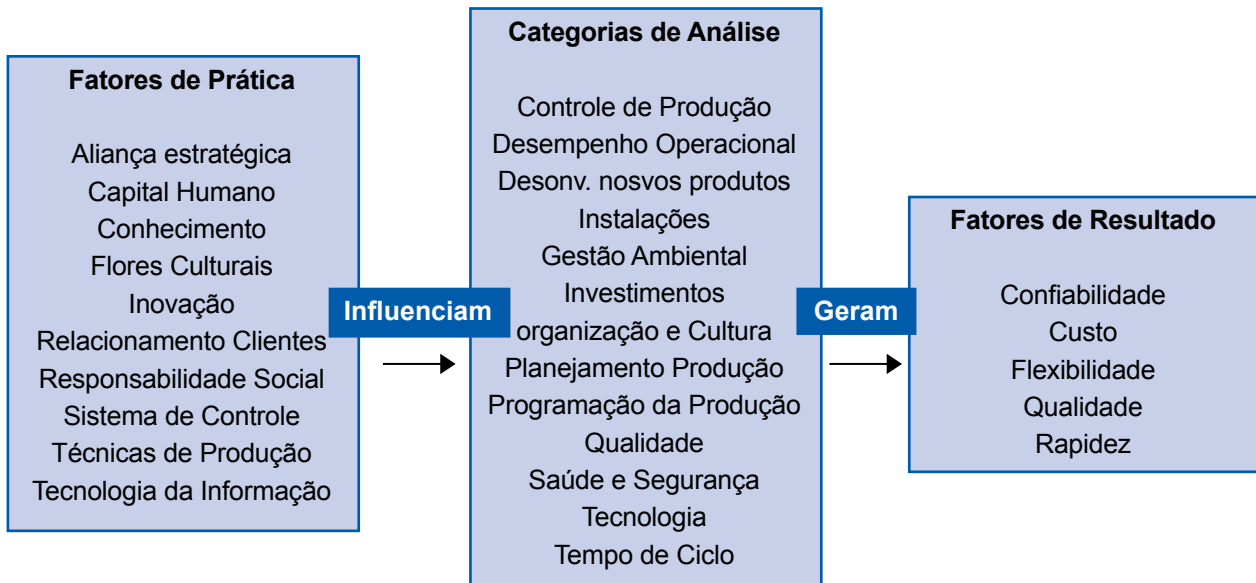 Fatores de Prática
Aliança estratégica
Capital Humano
Conhecimento
Flores Culturais
Inovação
Relacionamento Clientes
Responsabilidade Social
Sistema de Controle
Técnicas de Produção
Tecnologia da Informação
Influenciam
Categorias de Análise
Controle de Produção
Desempenho Operacional
Desonv. nosvos produtos
Instalações
Gestão Ambiental
Investimentos
organização e Cultura
Planejamento Produção
Programação da Produção
Qualidade
Saúde e Segurança
Tecnologia
Tempo de Ciclo
Geram
Fatores de Resultado
Confiabilidade
Custo
Flexibilidade
Qualidade
Rapidez